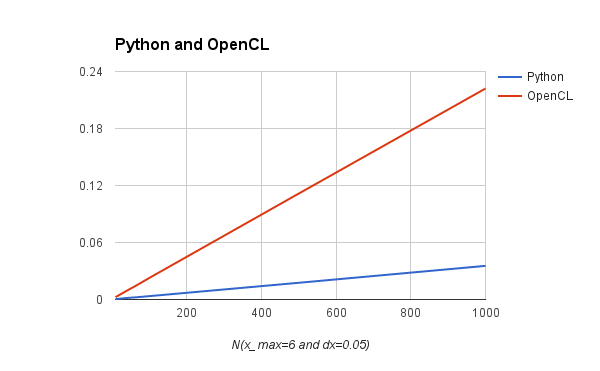 Python and OpenCL
0.24
Python
OpenCL
0.18
0.12
0.06
0
200 400 600 800 1000
N(x_max=6 and dx=0.05)